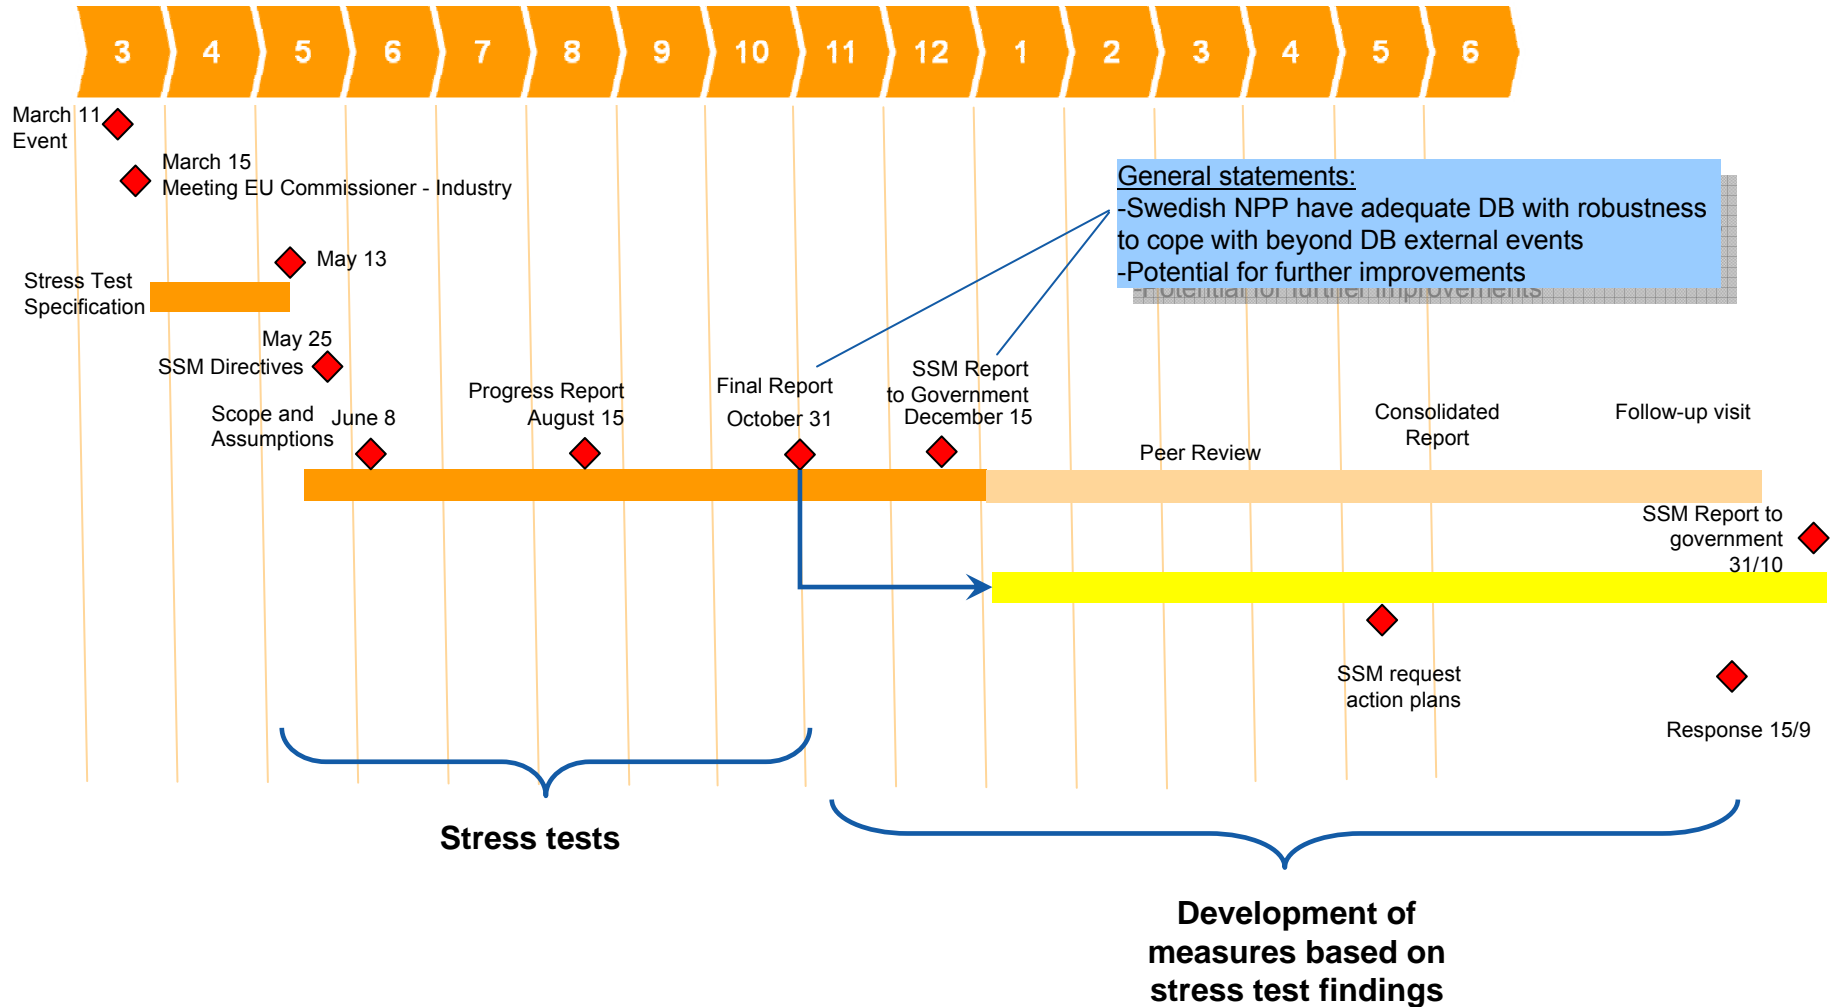 3 4 5 6 7 8 9 10 11 12 1 2 3 4 5 6
March 11
Event
March 15
Meeting EU Commissioner - Industry
General statements:
-Swedish NPP have adequate DB with robustness
to cope with beyond DB external events
-Potential for further improvements
-Potential for further improvements
May 13
Stress Test
Specification
May 25
SSM Directives
Scope and
Assumptions
June 8
Progress Report
August 15
Final Report
October 31
SSM Report
to Government
December 15
Peer Review
Consolidated
Report
Follow-up visit
SSM Report to
government
31/10
SSM request
action plans
Response 15/9
Stress tests
Development of
measures based on
stress test findings